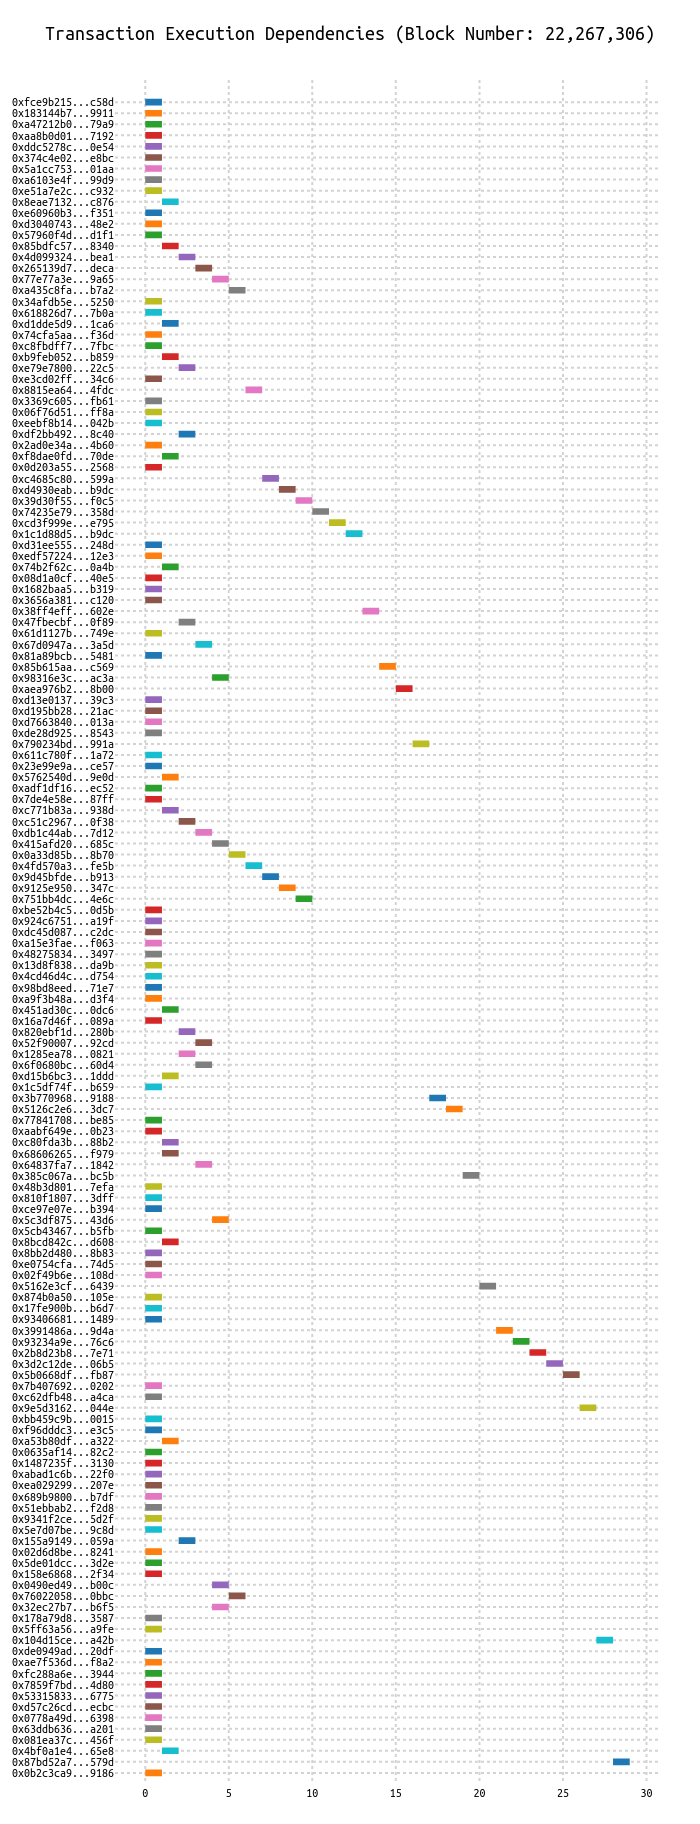 Transaction Execution Dependencies (Block Number: 22,267,306)
0xfce9b215...c58d
0x183144b7...9911
0xa47212b0...79a9
0xaa8b0d01...7192
0xddc5278c...0e54
0x374c4e02...e8bc
0x5a1cc753...01aa
0xa6103e4f...99d9
0xe51a7e2c...c932
0x8eae7132...c876
0xe60960b3...f351
0xd3040743...48e2
0x57960f4d...d1f1
0x85bdfc57...8340
0x4d099324...bea1
0x265139d7...deca
0x77e77a3e...9a65
0xa435c8fa...b7a2
0x34afdb5e...5250
0x618826d7...7b0a
0xd1dde5d9...1ca6
0x74cfa5aa...f36d
0xc8fbdff7...7fbc
0xb9feb052...b859
0xe79e7800...22c5
0xe3cd02ff...34c6
0x8815ea64...4fdc
0x3369c605...fb61
0x06f76d51...ff8a
0xeebf8b14...042b
0xdf2bb492...8c40
0x2ad0e34a...4b60
0xf8dae0fd...70de
0x0d203a55...2568
0xc4685c80...599a
0xd4930eab...b9dc
0x39d30f55...f0c5
0x74235e79...358d
0xcd3f999e...e795
0x1c1d88d5...b9dc
0xd31ee555...248d
0xedf57224...12e3
0x74b2f62c...0a4b
0x08d1a0cf...40e5
0x1682baa5...b319
0x3656a381...c120
0x38ff4eff...602e
0x47fbecbf...0f89
0x61d1127b...749e
0x67d0947a...3a5d
0x81a89bcb...5481
0x85b615aa...c569
0x98316e3c...ac3a
0xaea976b2...8b00
0xd13e0137...39c3
0xd195bb28...21ac
0xd7663840...013a
0xde28d925...8543
0x790234bd...991a
0x611c780f...1a72
0x23e99e9a...ce57
0x5762540d...9e0d
0xadf1df16...ec52
0x7de4e58e...87ff
0xc771b83a...938d
0xc51c2967...0f38
0xdb1c44ab...7d12
0x415afd20...685c
0x0a33d85b...8b70
0x4fd570a3...fe5b
0x9d45bfde...b913
0x9125e950...347c
0x751bb4dc...4e6c
0xbe52b4c5...0d5b
0x924c6751...a19f
0xdc45d087...c2dc
0xa15e3fae...f063
0x48275834...3497
0x13d8f838...da9b
0x4cd46d4c...d754
0x98bd8eed...71e7
0xa9f3b48a...d3f4
0x451ad30c...0dc6
0x16a7d46f...089a
0x820ebf1d...280b
0x52f90007...92cd
0x1285ea78...0821
0x6f0680bc...60d4
0xd15b6bc3...1ddd
0x1c5df74f...b659
0x3b770968...9188
0x5126c2e6...3dc7
0x77841708...be85
0xaabf649e...0b23
0xc80fda3b...88b2
0x68606265...f979
0x64837fa7...1842
0x385c067a...bc5b
0x48b3d801...7efa
0x810f1807...3dff
0xce97e07e...b394
0x5c3df875...43d6
0x5cb43467...b5fb
0x8bcd842c...d608
0x8bb2d480...8b83
0xe0754cfa...74d5
0x02f49b6e...108d
0x5162e3cf...6439
0x874b0a50...105e
0x17fe900b...b6d7
0x93406681...1489
0x3991486a...9d4a
0x93234a9e...76c6
0x2b8d23b8...7e71
0x3d2c12de...06b5
0x5b0668df...fb87
0x7b407692...0202
0xc62dfb48...a4ca
0x9e5d3162...044e
0xbb459c9b...0015
0xf96dddc3...e3c5
0xa53b80df...a322
0x0635af14...82c2
0x1487235f...3130
0xabad1c6b...22f0
0xea029299...207e
0x689b9800...b7df
0x51ebbab2...f2d8
0x9341f2ce...5d2f
0x5e7d07be...9c8d
0x155a9149...059a
0x02d6d8be...8241
0x5de01dcc...3d2e
0x158e6868...2f34
0x0490ed49...b00c
0x76022058...0bbc
0x32ec27b7...b6f5
0x178a79d8...3587
0x5ff63a56...a9fe
0x104d15ce...a42b
0xde0949ad...20df
0xae7f536d...f8a2
0xfc288a6e...3944
0x7859f7bd...4d80
0x53315833...6775
0xd57c26cd...ecbc
0x0778a49d...6398
0x63ddb636...a201
0x081ea37c...456f
0x4bf0a1e4...65e8
0x87bd52a7...579d
0x0b2c3ca9...9186
0 5 10 15 20 25 30